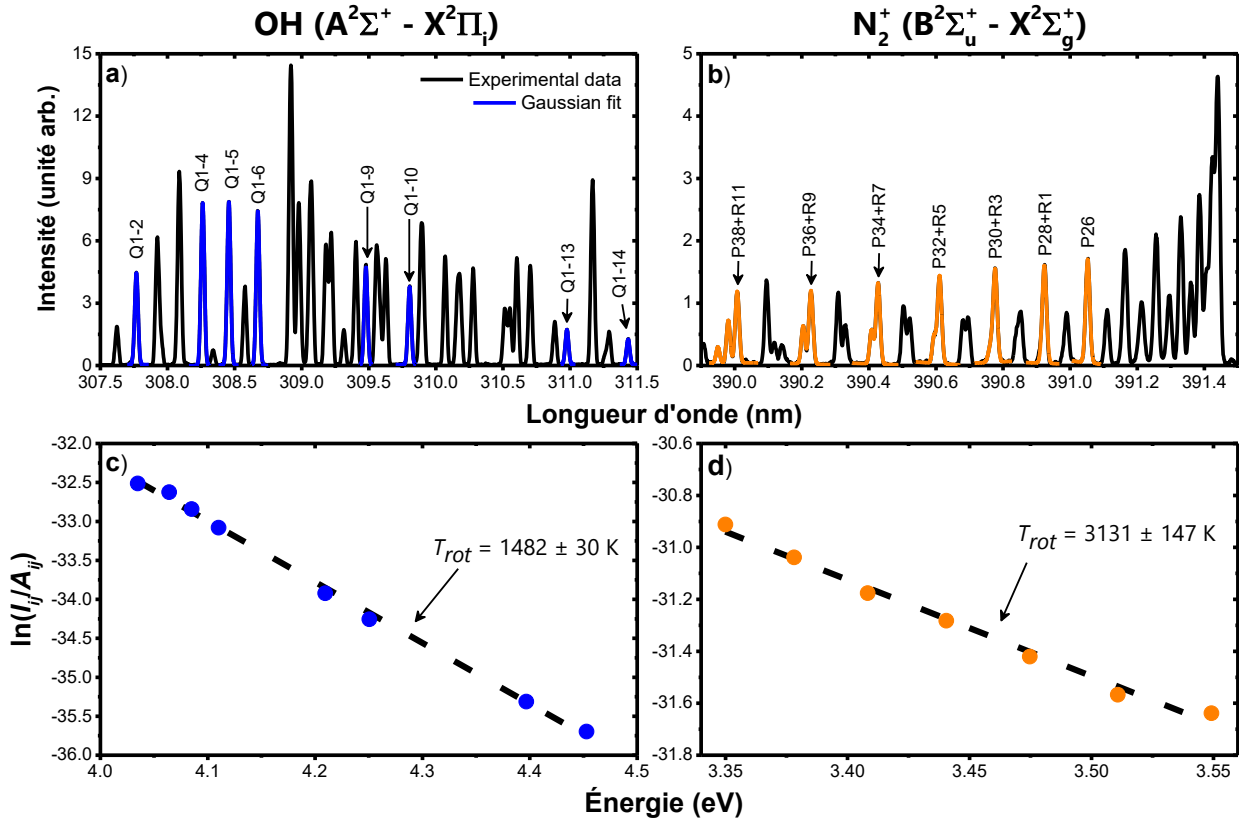 OH (A²Σ⁺ - X²Πᵢ)
N₂⁺ (B²Σᵤ⁺ - X²Σg⁺)
a)
Experimental data
Gaussian fit
Q1-2
Q1-4
Q1-5
Q1-6
Q1-9
Q1-10
Q1-13
Q1-14
15
12
9
6
3
0
Intensité (unité arb.)
307.5 308.0 308.5 309.0 309.5 310.0 310.5 311.0 311.5
b)
P38+R11
P36+R9
P34+R7
P32+R5
P30+R3
P28+R1
P26
5
4
3
2
1
0
390.0 390.2 390.4 390.6 390.8 391.0 391.2 391.4
Longueur d'onde (nm)
c)
Trot = 1482 ± 30 K
-32.0
-32.5
-33.0
-33.5
-34.0
-34.5
-35.0
-35.5
-36.0
ln(Iij/Aij)
4.0 4.1 4.2 4.3 4.4 4.5
d)
Trot = 3131 ± 147 K
-30.6
-30.8
-31.0
-31.2
-31.4
-31.6
-31.8
3.35 3.40 3.45 3.50 3.55
Énergie (eV)